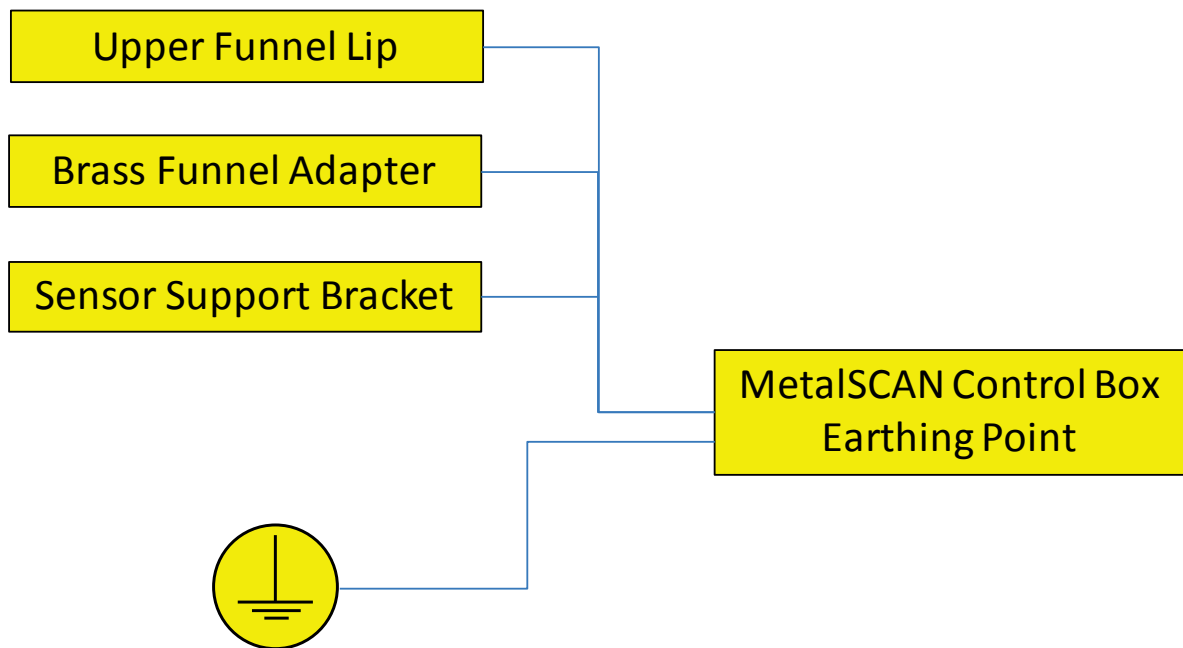 Upper Funnel Lip
Brass Funnel Adapter
Sensor Support Bracket
MetalSCAN Control Box
Earthing Point